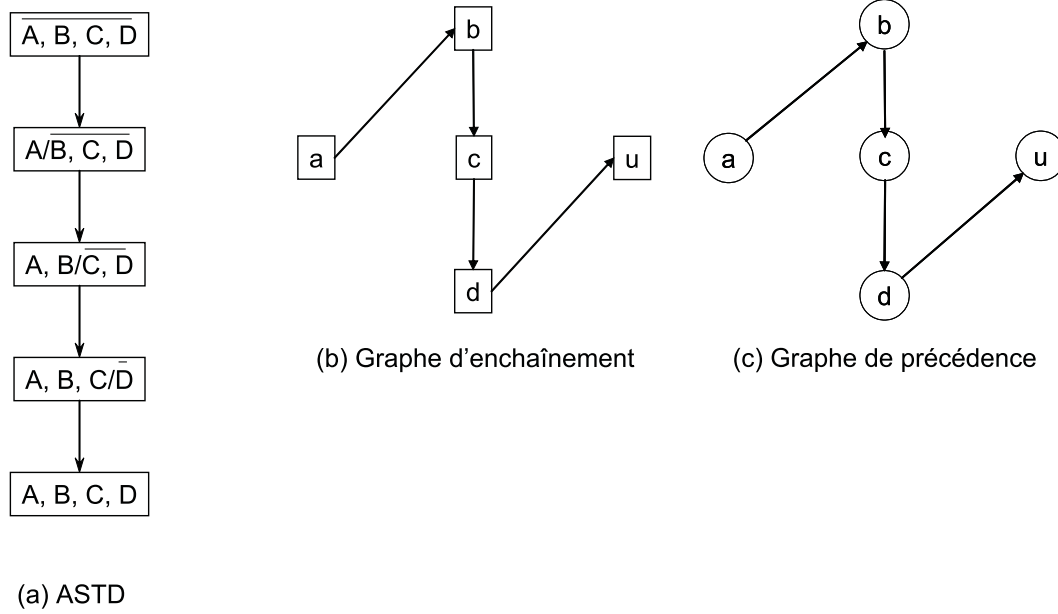 A, B, C, D
A/B, C, D
A, B/C, D
A, B, C/D
A, B, C, D
(a) ASTD
b
a
c
u
d
(b) Graphe d’enchaînement
b
a
c
u
d
(c) Graphe de précédence